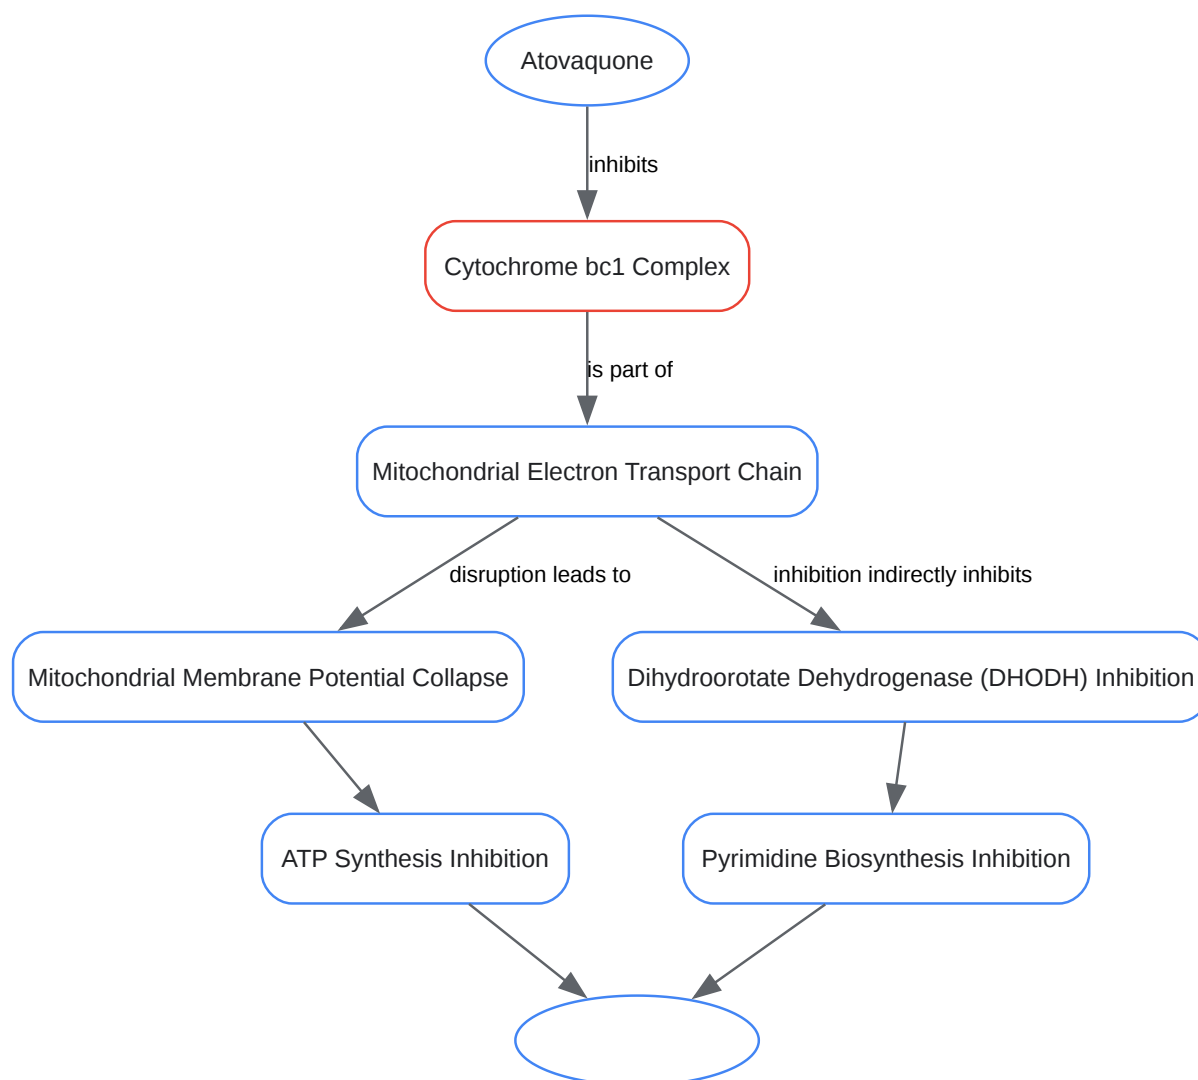 Atovaquone
inhibits
Cytochrome bc1 Complex
is part of
Mitochondrial Electron Transport Chain
disruption leads to
inhibition indirectly inhibits
Mitochondrial Membrane Potential Collapse
Dihydroorotate Dehydrogenase (DHODH) Inhibition
ATP Synthesis Inhibition
Pyrimidine Biosynthesis Inhibition